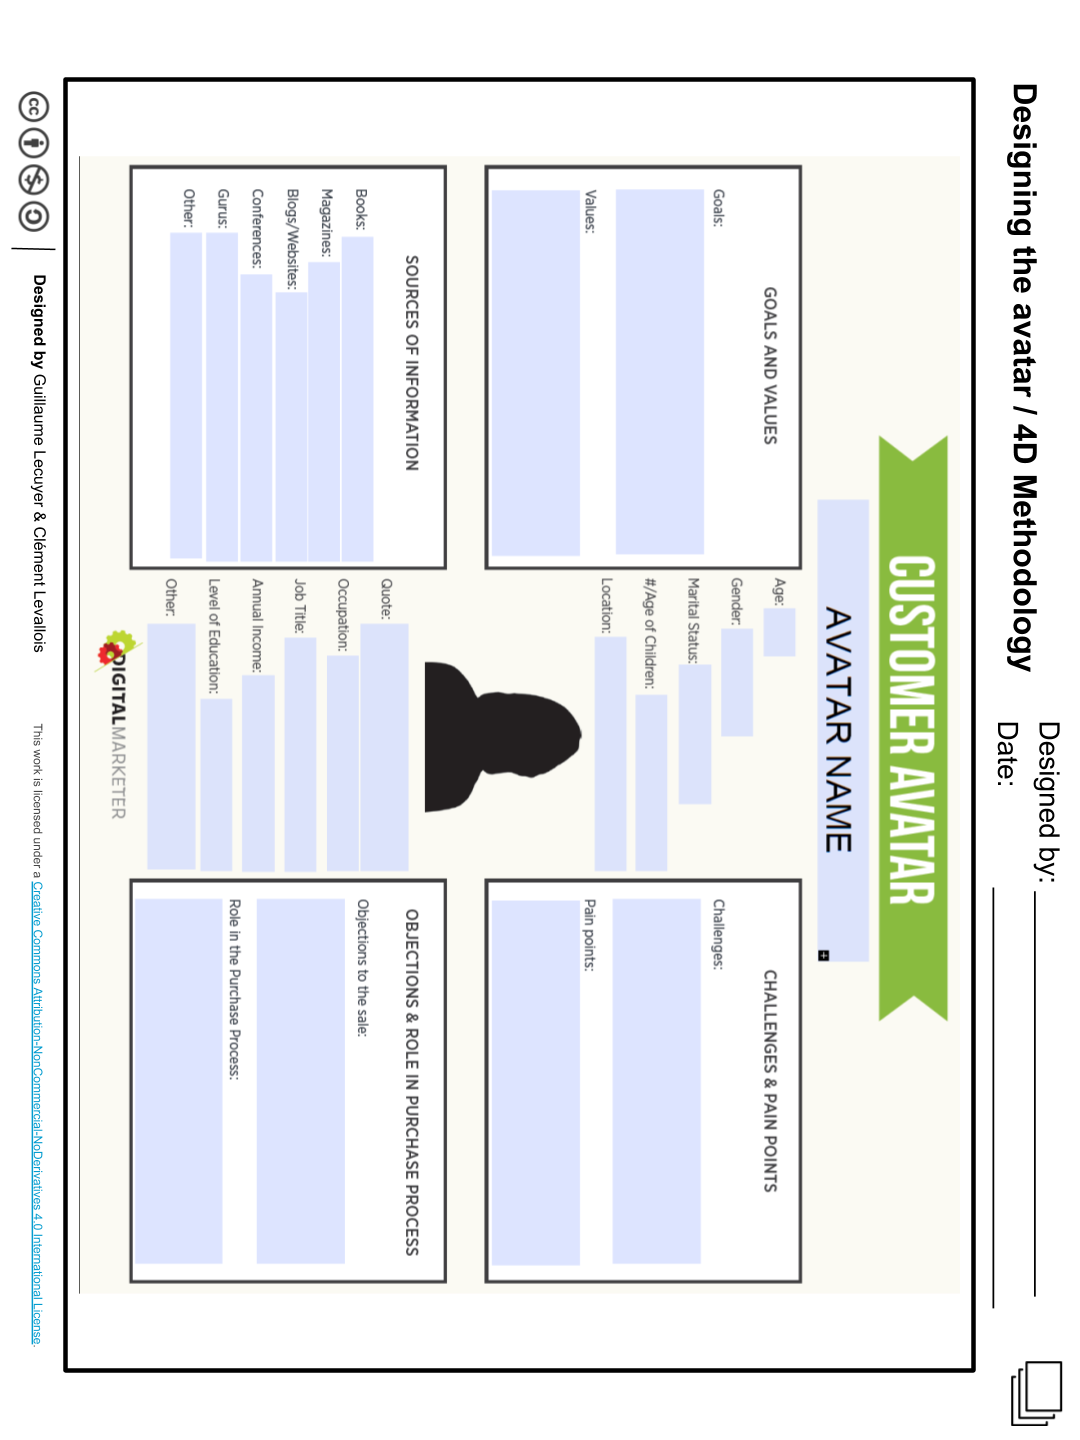 Designing the avatar / 4D Methodology
Designed by:
Date:
CUSTOMER AVATAR
AVATAR NAME
GOALS AND VALUES
Goals:
Values:
Age:
Gender:
Marital Status:
#/Age of Children:
Location:
CHALLENGES & PAIN POINTS
Challenges:
Pain points:
SOURCES OF INFORMATION
Books:
Magazines:
Blogs/Websites:
Conferences:
Gurus:
Other:
Quote:
Occupation:
Job Title:
Annual Income:
Level of Education:
Other:
OBJECTIONS & ROLE IN PURCHASE PROCESS
Objections to the sale:
Role in the Purchase Process:
DIGITALMARKETER
cc
Designed by Guillaume Lecuyer & Clément Levallois
This work is licensed under a Creative Commons Attribution-NonCommercial-NoDerivatives 4.0 International License.